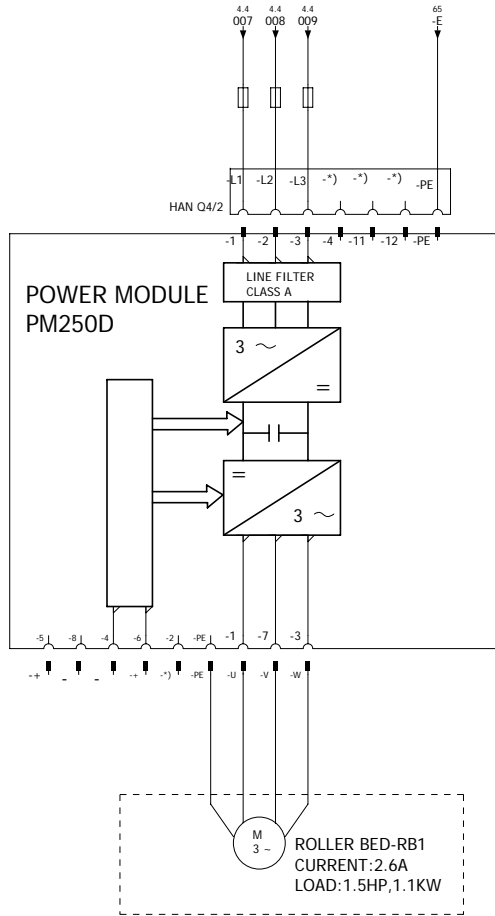 4.4 4.4 4.4 65
007 008 009 -E
-L1 -L2 -L3 -*) -*) -*) -PE
HAN Q4/2
-1 -2 -3 -4 -11 -12 -PE
LINE FILTER
CLASS A
POWER MODULE
PM250D
3 ~
=
=
3 ~
-5 -8 -4 -6 -2 -PE -1 -7 -3
-+ - - -+ -*) -PE -U -V -W
M
3 ~
ROLLER BED-RB1
CURRENT:2.6A
LOAD:1.5HP,1.1KW